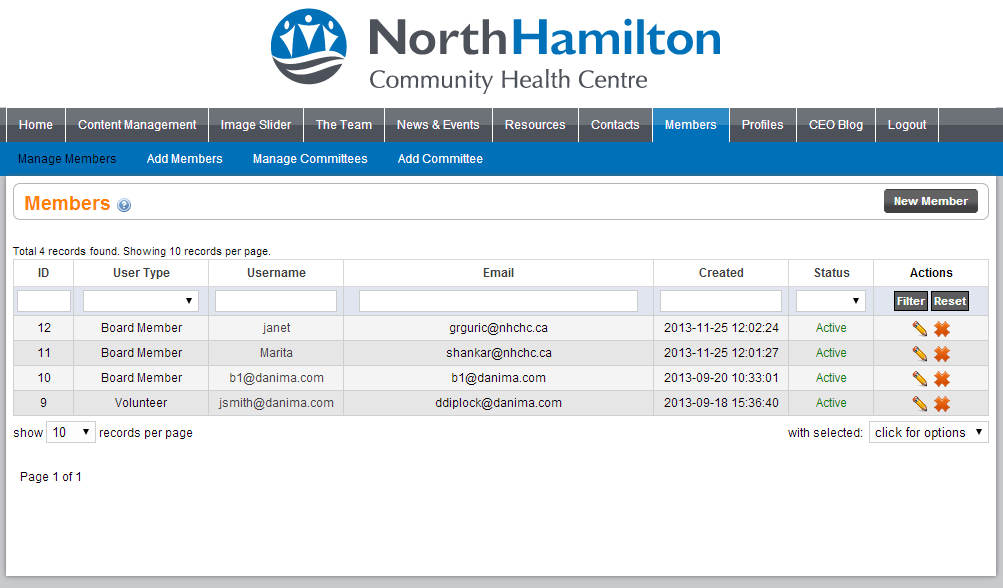 NorthHamilton
Community Health Centre
Home Content Management Image Slider The Team News & Events Resources Contacts Members Profiles CEO Blog Logout
Manage Members Add Members Manage Committees Add Committee
Members ? New Member
Total 4 records found. Showing 10 records per page.
ID User Type Username Email Created Status Actions
Filter Reset
12 Board Member janet grguric@nhchc.ca 2013-11-25 12:02:24 Active
11 Board Member Marita shankar@nhchc.ca 2013-11-25 12:01:27 Active
10 Board Member b1@danima.com b1@danima.com 2013-09-20 10:33:01 Active
9 Volunteer jsmith@danima.com ddiplock@danima.com 2013-09-18 15:36:40 Active
show 10 records per page with selected: click for options
Page 1 of 1